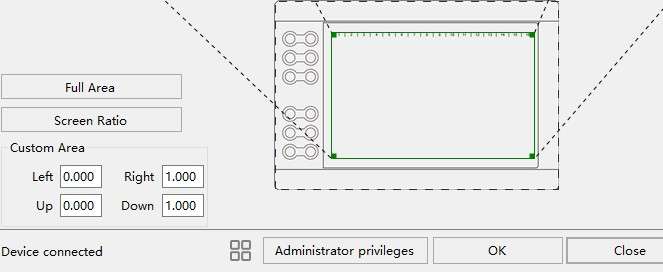 Full Area
Screen Ratio
Custom Area
Left 0.000 Right 1.000
Up 0.000 Down 1.000
Device connected Administrator privileges OK Close